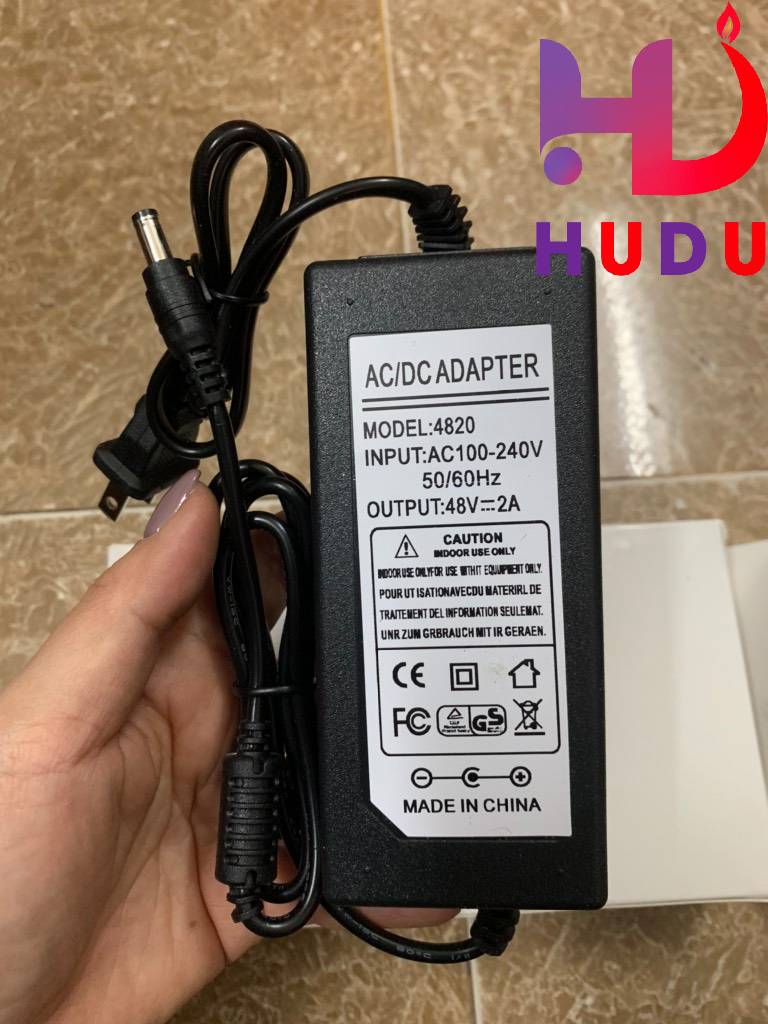 HUDU
AC/DC ADAPTER
MODEL:4820
INPUT:AC100-240V
50/60Hz
OUTPUT:48V⎓2A
CAUTION
INDOOR USE ONLY
INDOOR USE ONLYFOR USE WITHIT EQUIPMENT ONLY.
POUR UT ISATIONAVECDU MATERIRL DE
TRAITEMENT DEL INFORMATION SEULEMAT.
UNR ZUM GRBRAUCH MIT IR GERAEN.
CE
FC
GS
MADE IN CHINA